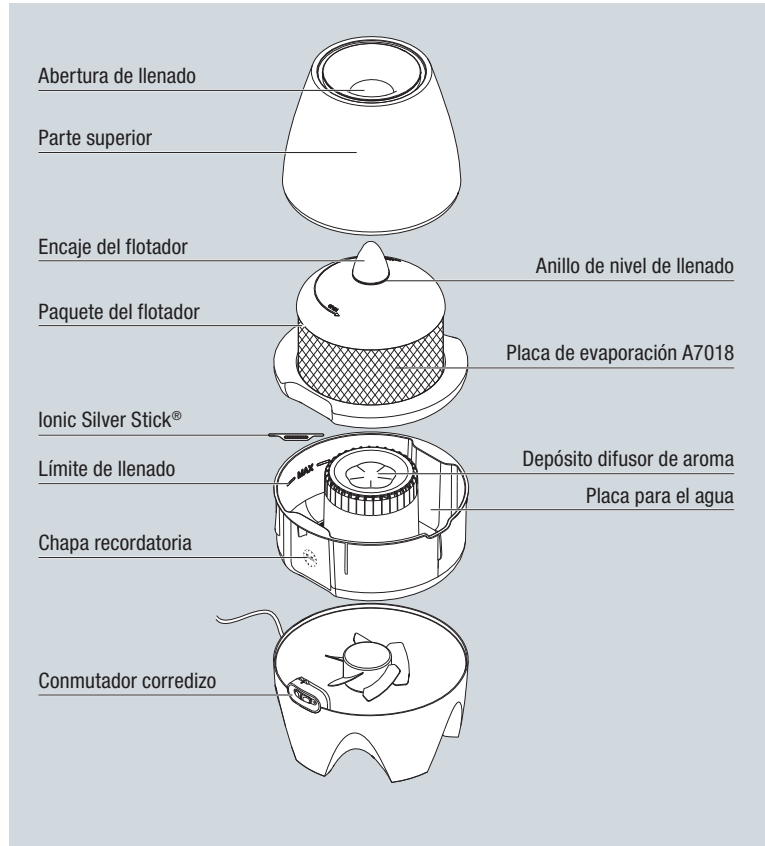 Abertura de llenado
Parte superior
Encaje del flotador
Anillo de nivel de llenado
Paquete del flotador
Placa de evaporación A7018
Ionic Silver Stick®
Límite de llenado
MAX
Depósito difusor de aroma
Placa para el agua
Chapa recordatoria
Conmutador corredizo